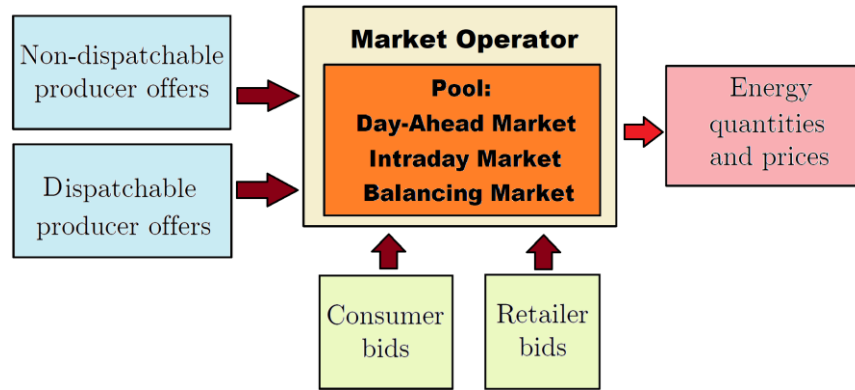 Non-dispatchable
producer offers
Dispatchable
producer offers
Market Operator
Pool:
Day-Ahead Market
Intraday Market
Balancing Market
Consumer
bids
Retailer
bids
Energy
quantities
and prices